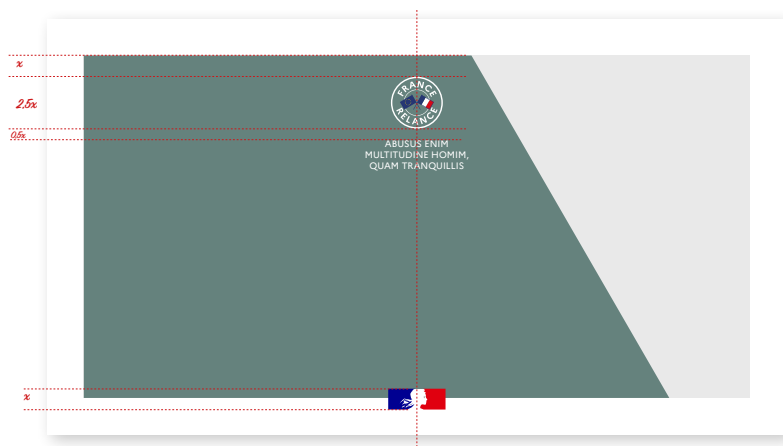 x
2,5x
0,5x
FRANCE
RELANCE
ABUSUS ENIM
MULTITUDINE HOMIM,
QUAM TRANQUILLIS
x